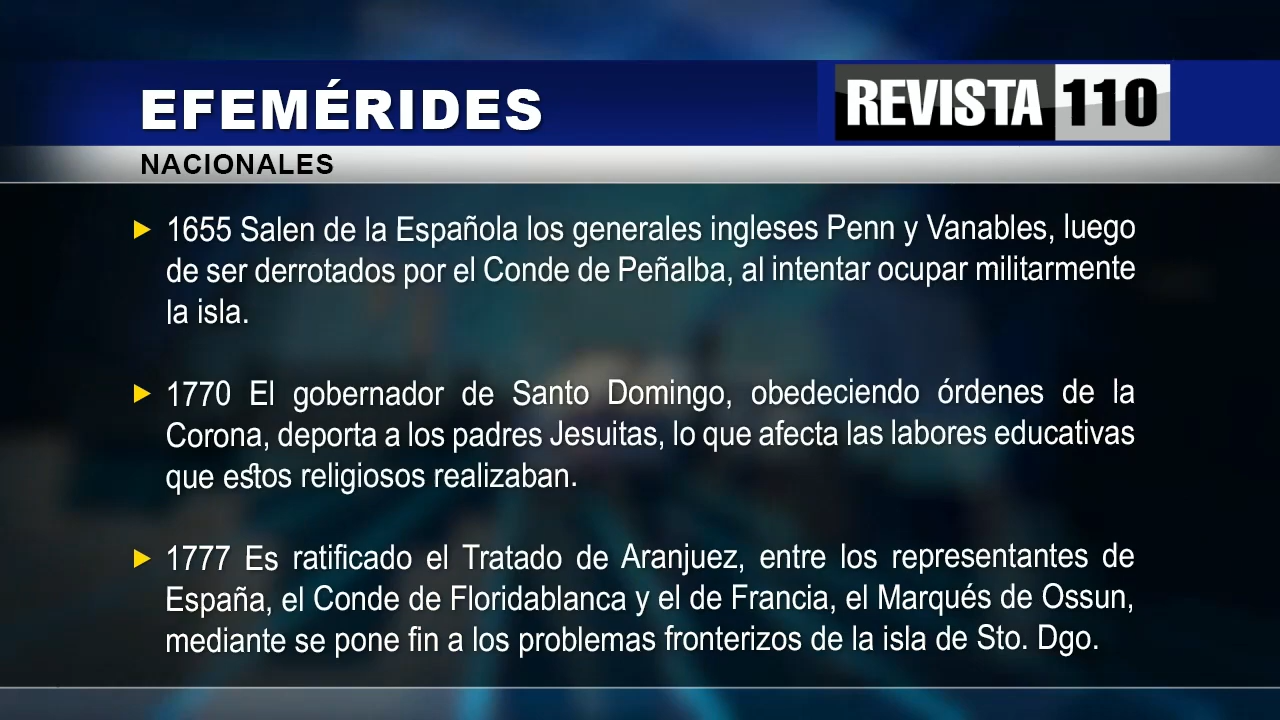 EFEMÉRIDES
REVISTA 110
NACIONALES
1655 Salen de la Española los generales ingleses Penn y Vanables, luego
de ser derrotados por el Conde de Peñalba, al intentar ocupar militarmente
la isla.
1770 El gobernador de Santo Domingo, obedeciendo órdenes de la
Corona, deporta a los padres Jesuitas, lo que afecta las labores educativas
que estos religiosos realizaban.
1777 Es ratificado el Tratado de Aranjuez, entre los representantes de
España, el Conde de Floridablanca y el de Francia, el Marqués de Ossun,
mediante se pone fin a los problemas fronterizos de la isla de Sto. Dgo.